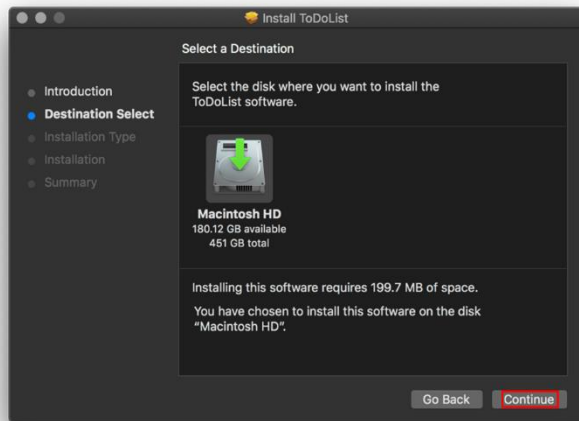 Install ToDoList
Select a Destination
Introduction
Destination Select
Installation Type
Installation
Summary
Select the disk where you want to install the
ToDoList software.
Macintosh HD
180.12 GB available
451 GB total
Installing this software requires 199.7 MB of space.
You have chosen to install this software on the disk
“Macintosh HD”.
Go Back
Continue